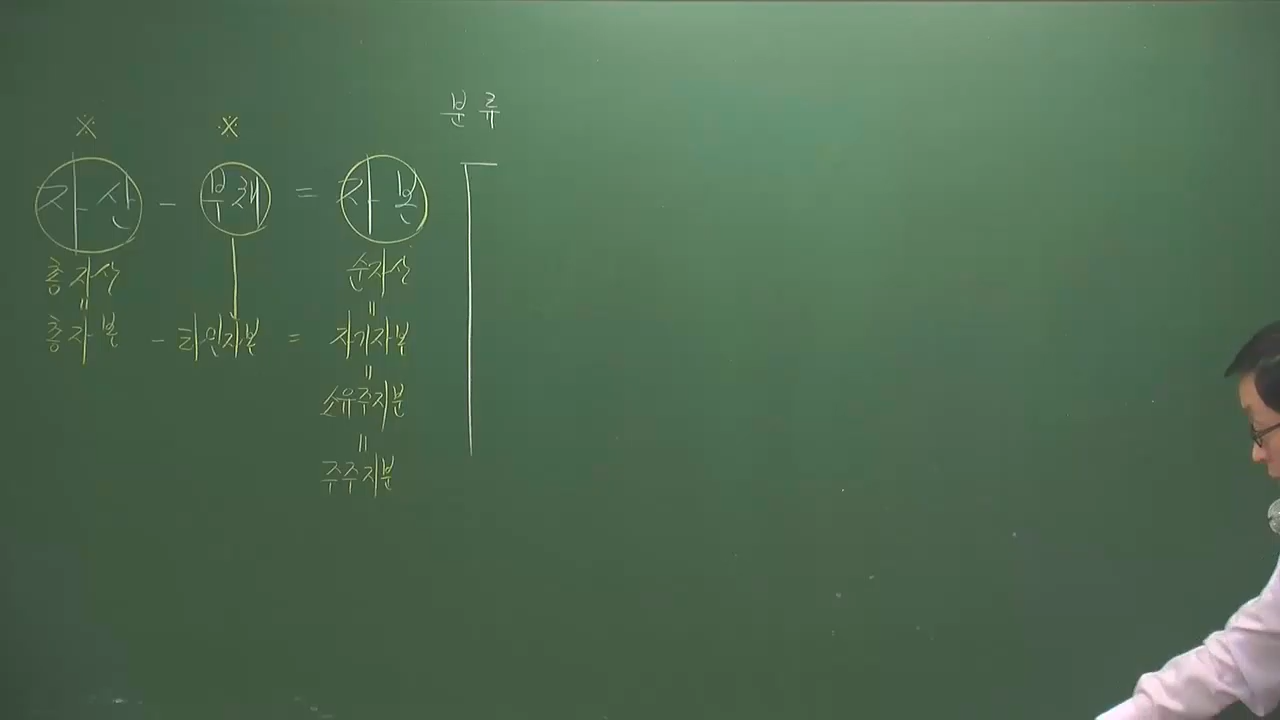 분류
※ ※
자산 - 부채 = 자본
총자산 순자산
= =
총자본 - 타인자본 = 자기자본
=
소유주지분
=
주주지분